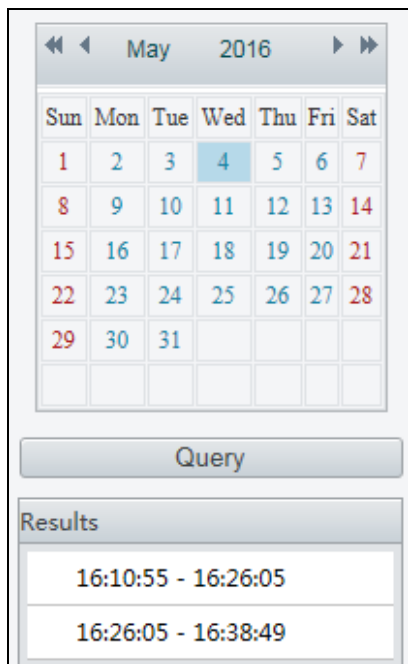 May 2016
Sun Mon Tue Wed Thu Fri Sat
1 2 3 4 5 6 7
8 9 10 11 12 13 14
15 16 17 18 19 20 21
22 23 24 25 26 27 28
29 30 31
Query
Results
16:10:55 - 16:26:05
16:26:05 - 16:38:49